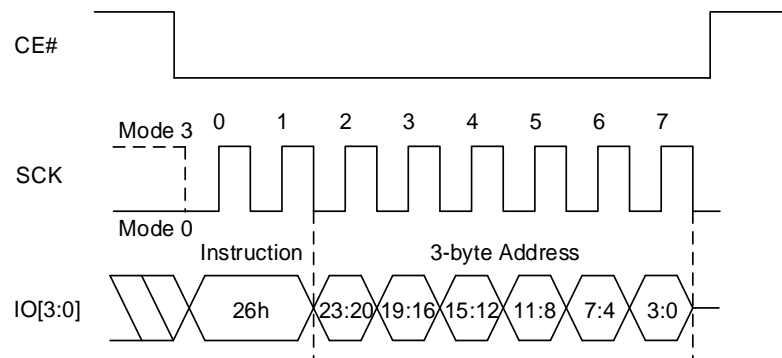 CE#
0 1 2 3 4 5 6 7
Mode 3
SCK
Mode 0
Instruction 3-byte Address
IO[3:0] 26h 23:20 19:16 15:12 11:8 7:4 3:0